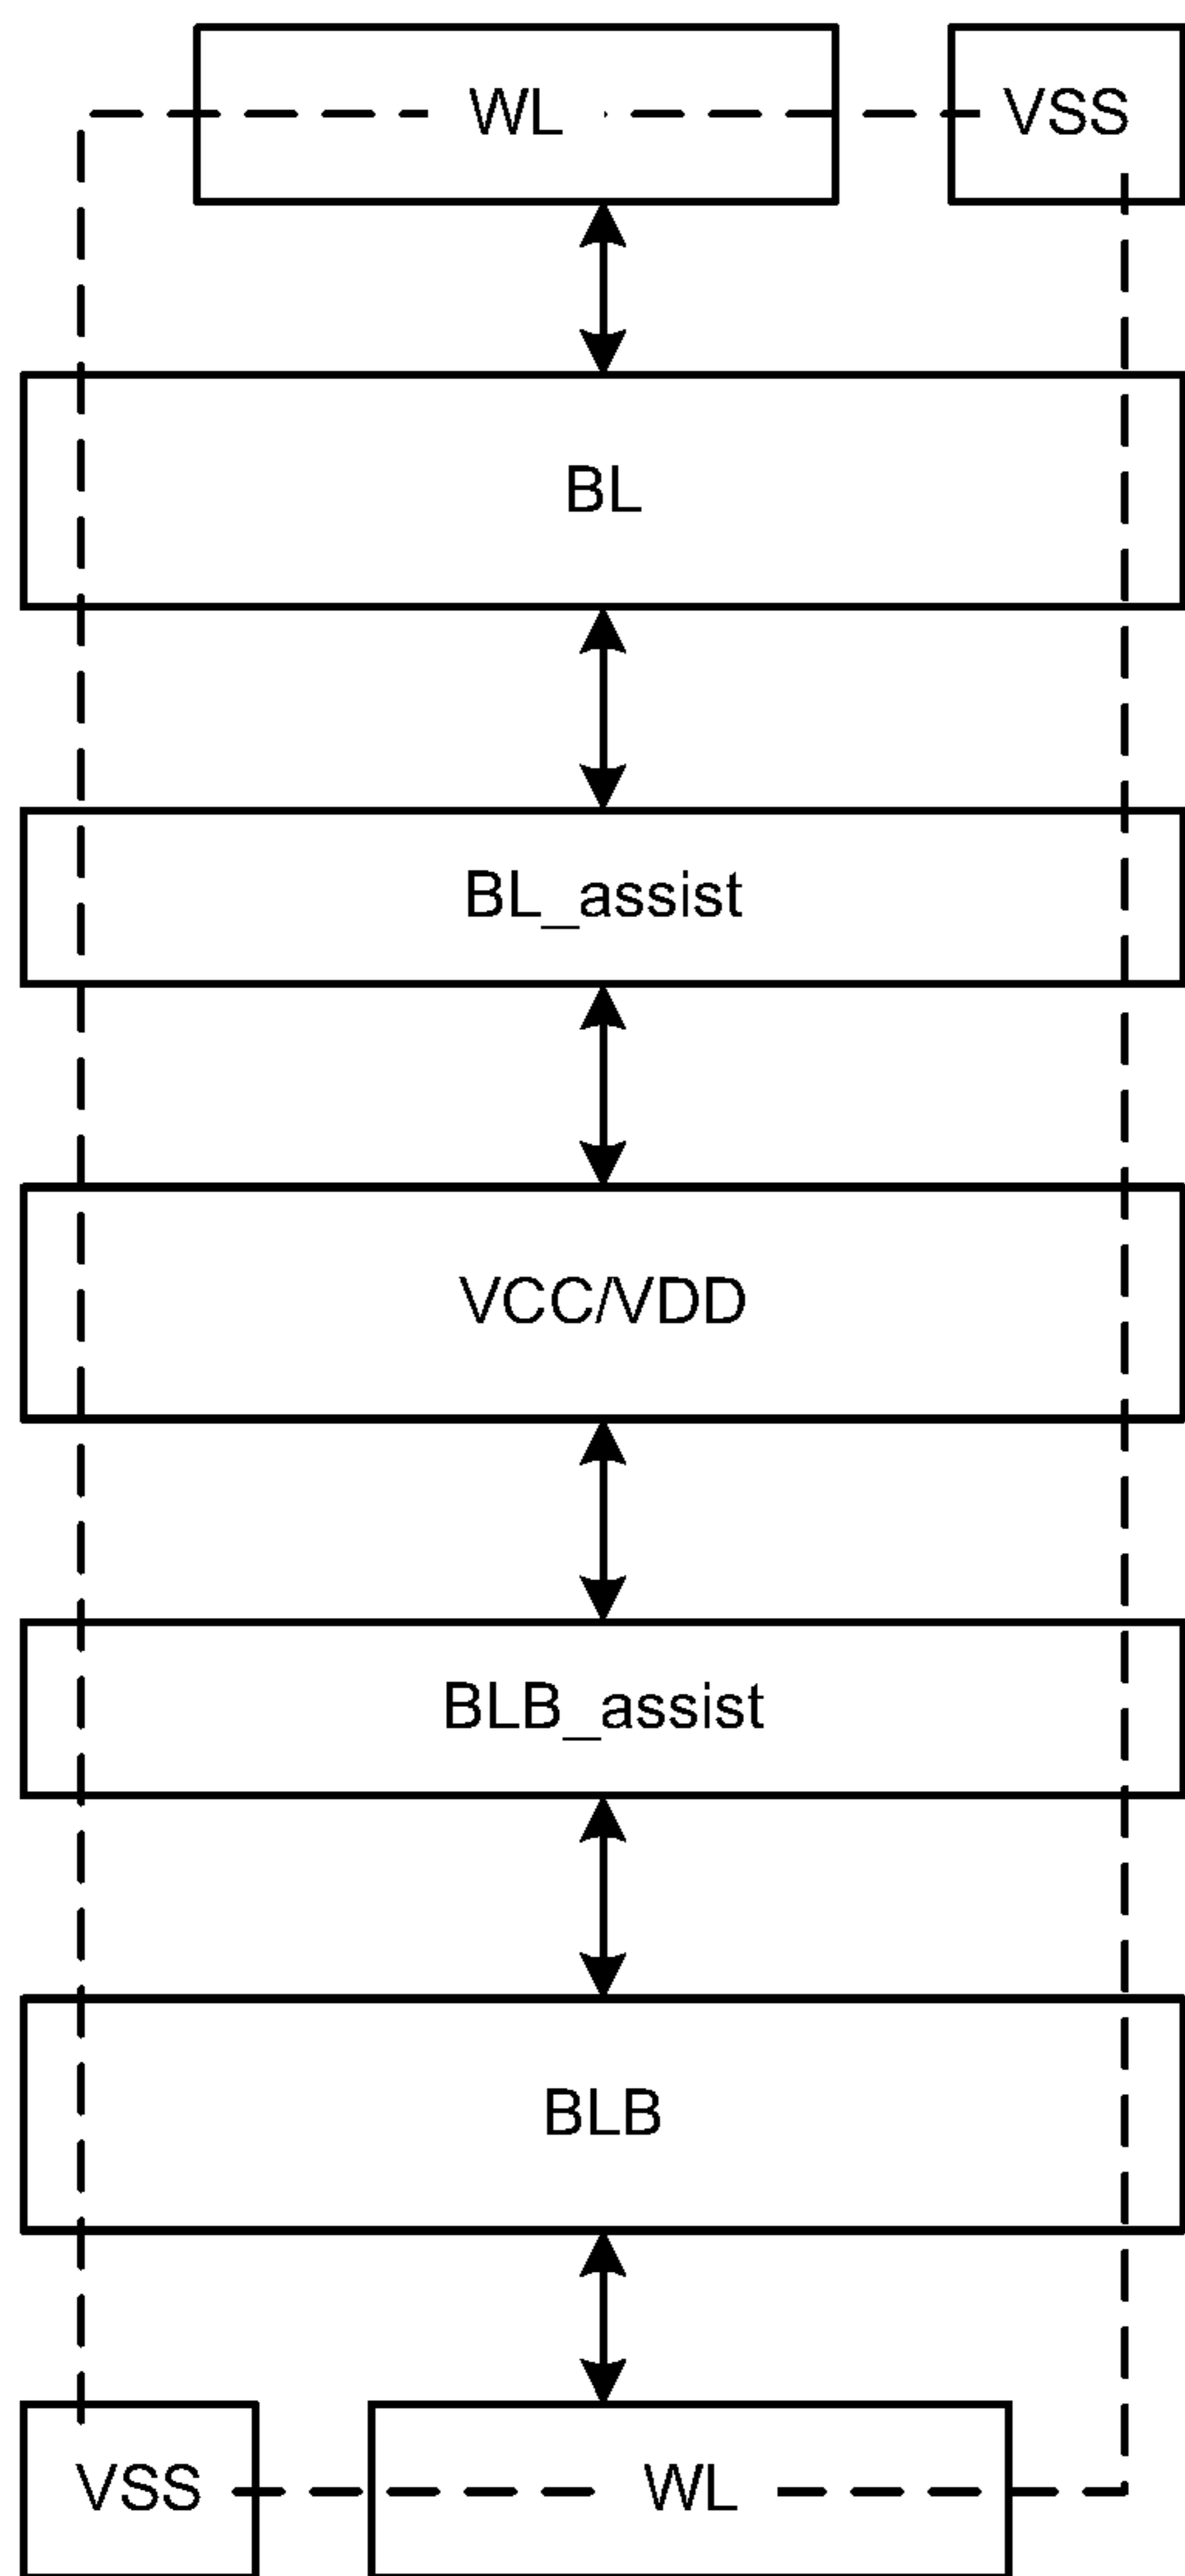 WL VSS
BL
BL_assist
VCC/VDD
BLB_assist
BLB
VSS WL